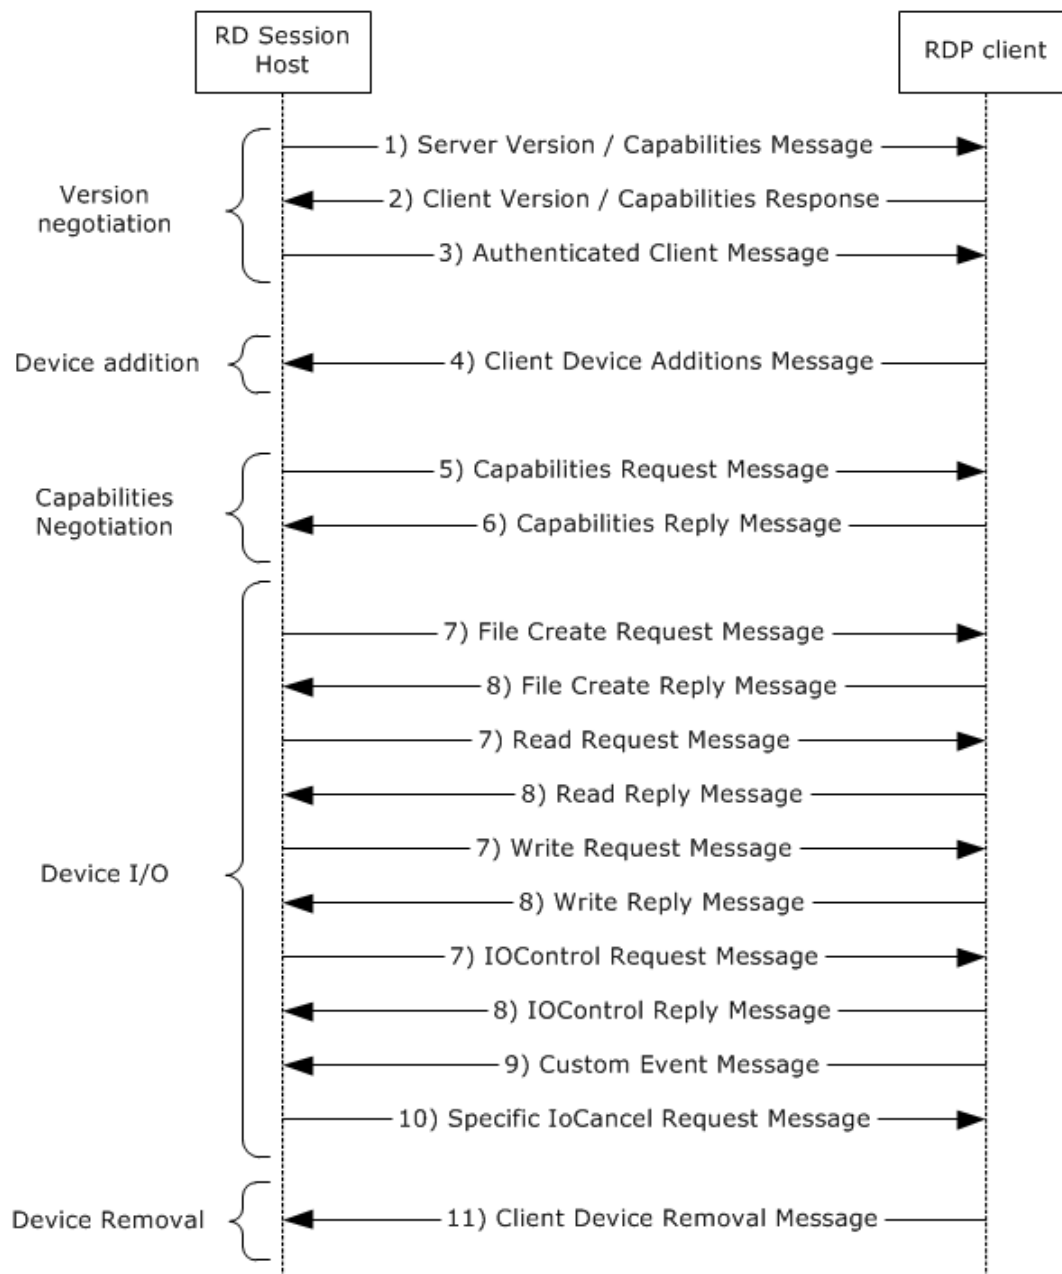 RD Session
Host
RDP client
1) Server Version / Capabilities Message
Version
negotiation
2) Client Version / Capabilities Response
3) Authenticated Client Message
Device addition
4) Client Device Additions Message
Capabilities
Negotiation
5) Capabilities Request Message
6) Capabilities Reply Message
7) File Create Request Message
8) File Create Reply Message
7) Read Request Message
8) Read Reply Message
7) Write Request Message
Device I/O
8) Write Reply Message
7) IOControl Request Message
8) IOControl Reply Message
9) Custom Event Message
10) Specific IoCancel Request Message
Device Removal
11) Client Device Removal Message